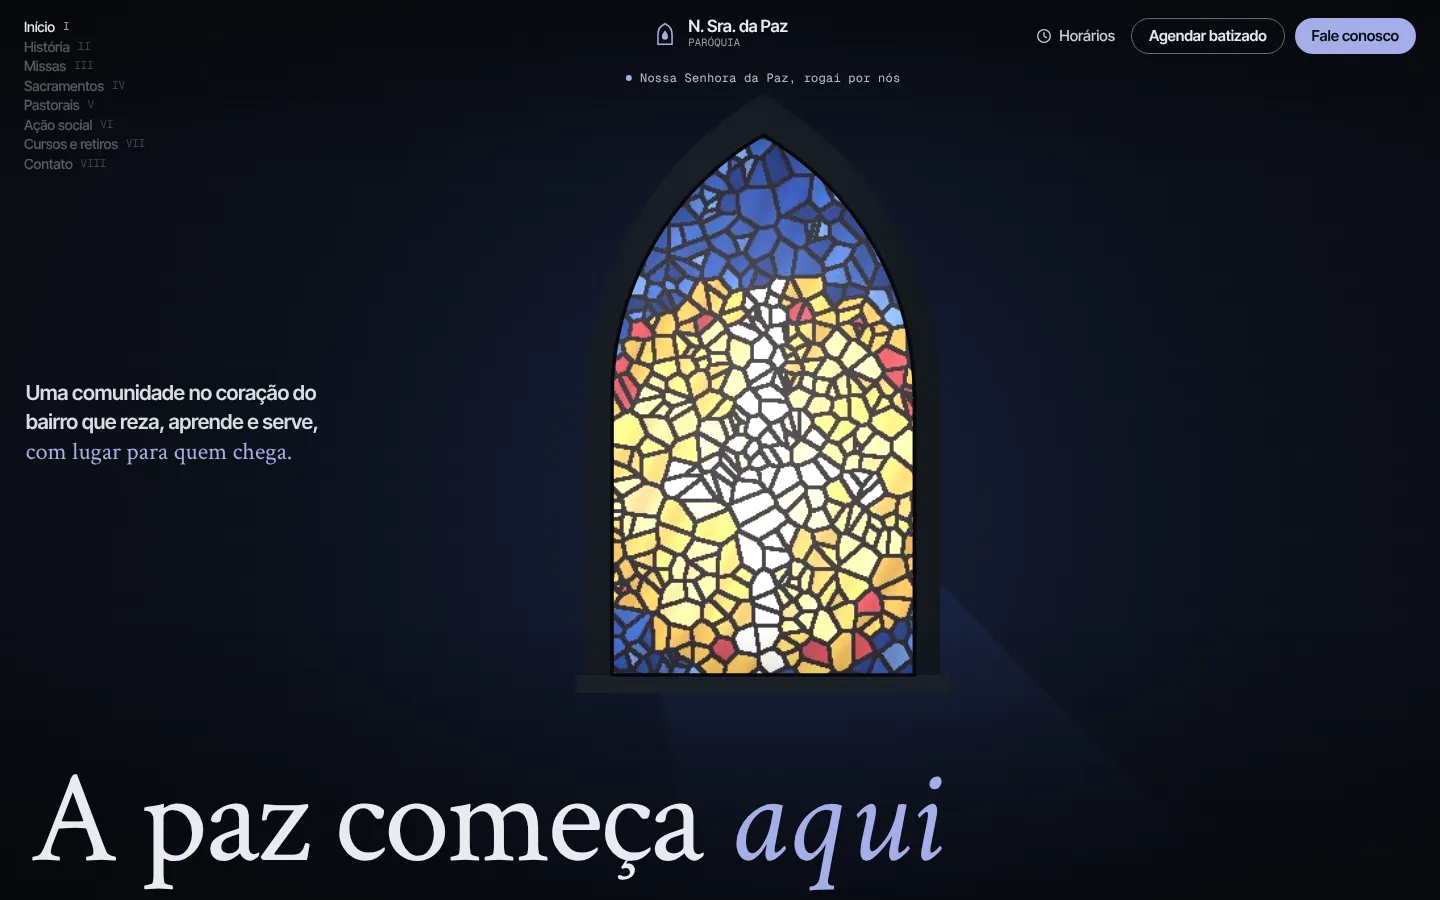 Início I
História II
Missas III
Sacramentos IV
Pastorais V
Ação social VI
Cursos e retiros VII
Contato VIII
N. Sra. da Paz
PARÓQUIA
Horários
Agendar batizado
Fale conosco
Nossa Senhora da Paz, rogai por nós
Uma comunidade no coração do
bairro que reza, aprende e serve,
com lugar para quem chega.
A paz começa aqui